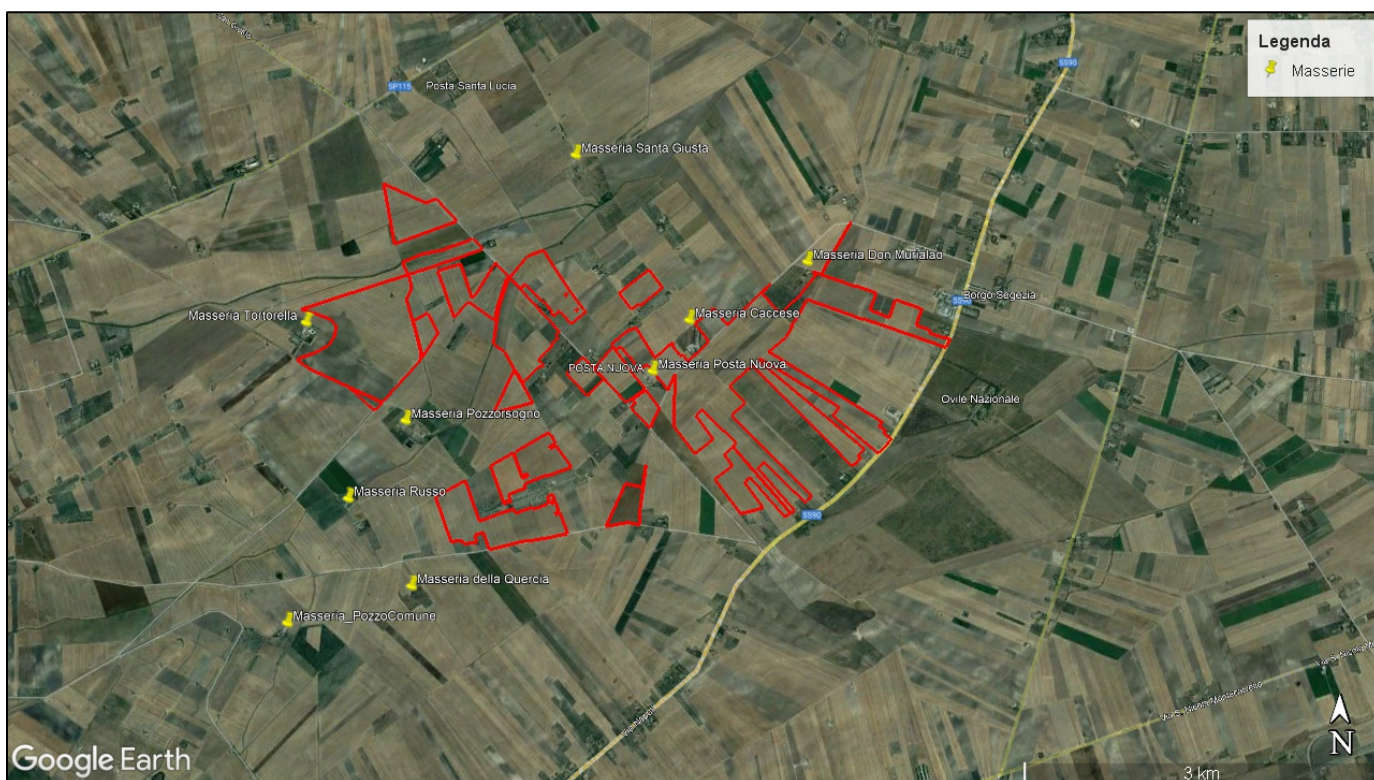 Legenda
Masserie
SS90
SP115
Posta Santa Lucia
Masseria Santa Giusta
Masseria Don Murialao
Borgo Segezia
Masseria Tortorella
Masseria Caccese
POSTA NUOVA
Masseria Posta Nuova
Ovile Nazionale
Masseria Pozzorsogno
Masseria Russo
SS90
Masseria della Quercia
Masseria_PozzoComune
Google Earth
N
3 km